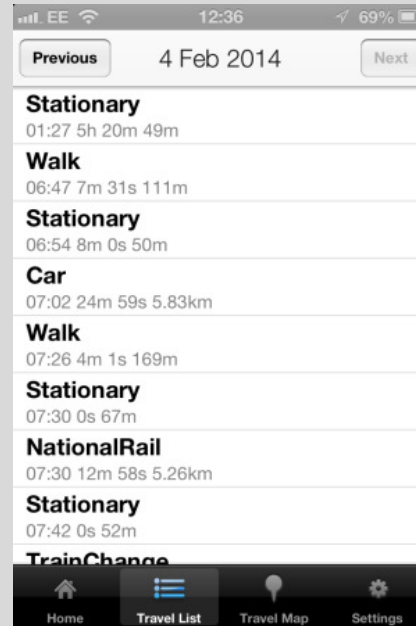 EE 12:36 69%
Previous 4 Feb 2014 Next
Stationary
01:27 5h 20m 49m
Walk
06:47 7m 31s 111m
Stationary
06:54 8m 0s 50m
Car
07:02 24m 59s 5.83km
Walk
07:26 4m 1s 169m
Stationary
07:30 0s 67m
NationalRail
07:30 12m 58s 5.26km
Stationary
07:42 0s 52m
TrainChange
Home Travel List Travel Map Settings